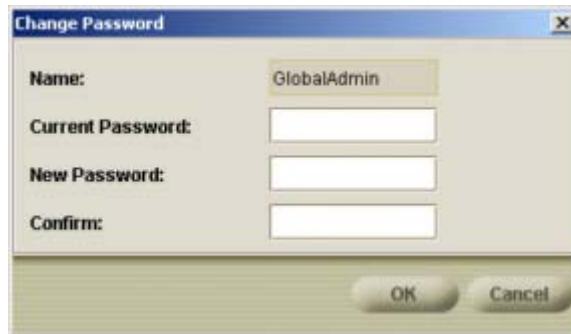 Change Password
Name: GlobalAdmin
Current Password:
New Password:
Confirm:
OK Cancel